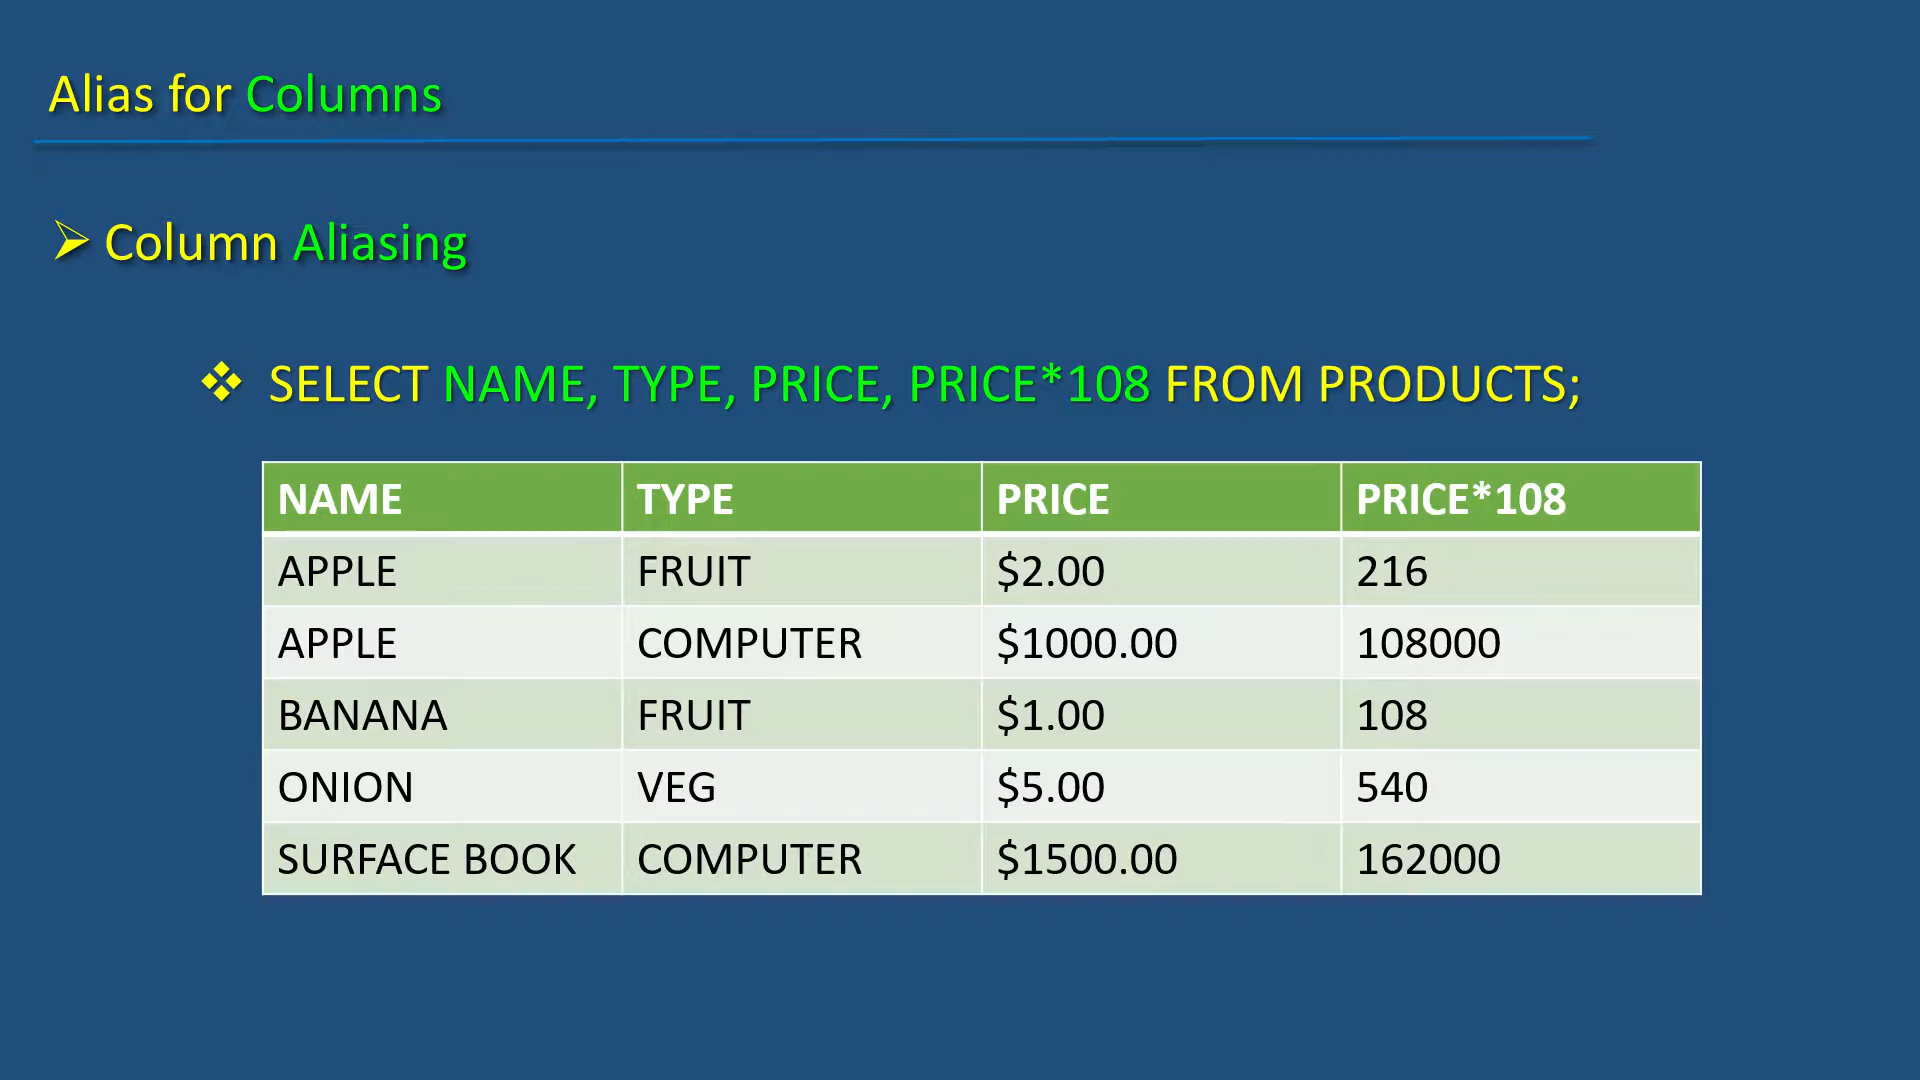 Alias for Columns
Column Aliasing
SELECT NAME, TYPE, PRICE, PRICE*108 FROM PRODUCTS;
NAME TYPE PRICE PRICE*108
APPLE FRUIT $2.00 216
APPLE COMPUTER $1000.00 108000
BANANA FRUIT $1.00 108
ONION VEG $5.00 540
SURFACE BOOK COMPUTER $1500.00 162000